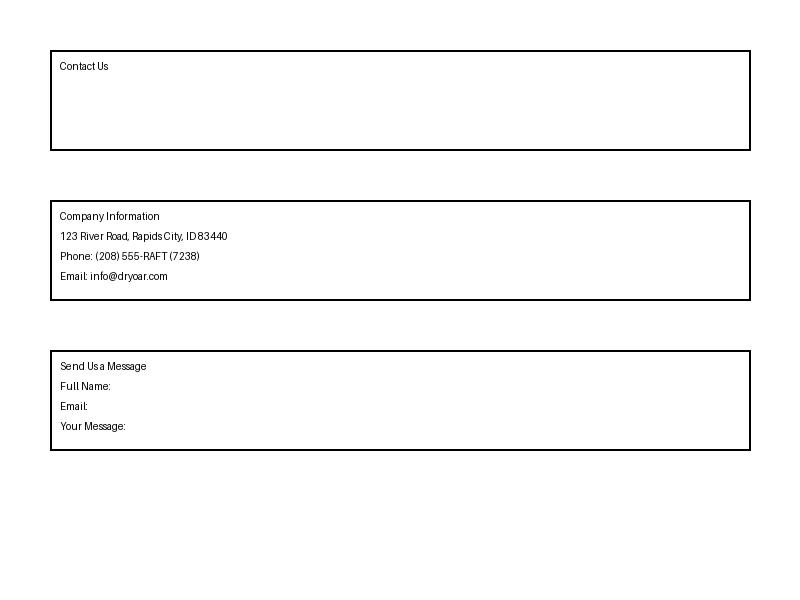 Contact Us
Company Information
123 River Road, Rapids City, ID 83440
Phone: (208) 555-RAFT (7238)
Email: info@dryoar.com
Send Us a Message
Full Name:
Email:
Your Message: